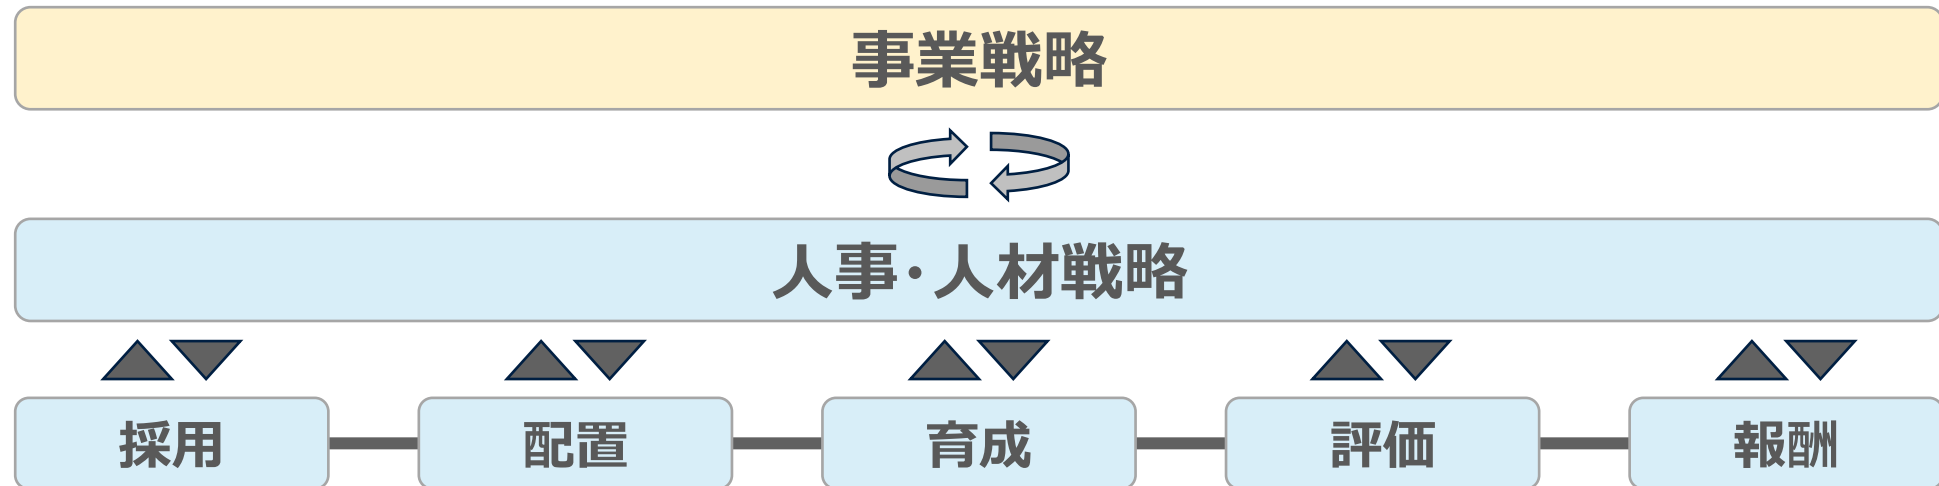 事業戦略
人事・人材戦略
採用
配置
育成
評価
報酬